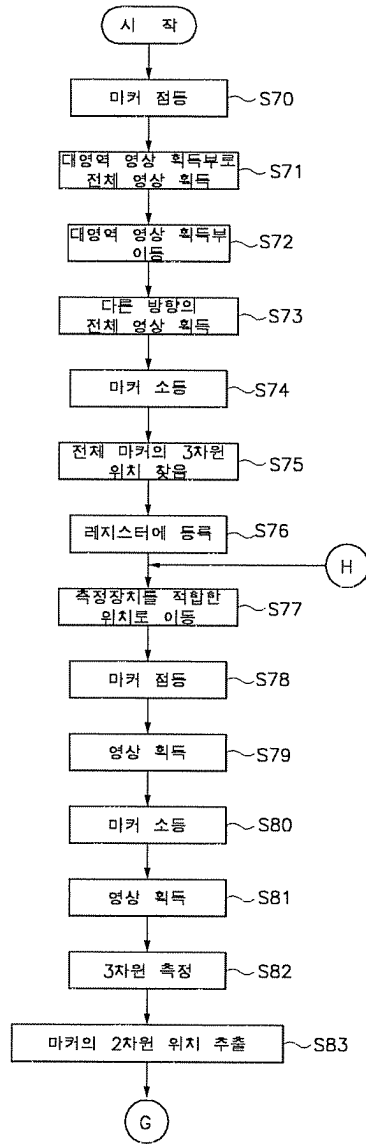 시 작
마커 점등
S70
대영역 영상 획득부로
전체 영상 획득
S71
대영역 영상 획득부
이동
S72
다른 방향의
전체 영상 획득
S73
마커 소등
S74
전체 마커의 3차원
위치 찾음
S75
레지스터에 등록
S76
H
측정장치를 적합한
위치로 이동
S77
마커 점등
S78
영상 획득
S79
마커 소등
S80
영상 획득
S81
3차원 측정
S82
마커의 2차원 위치 추출
S83
G